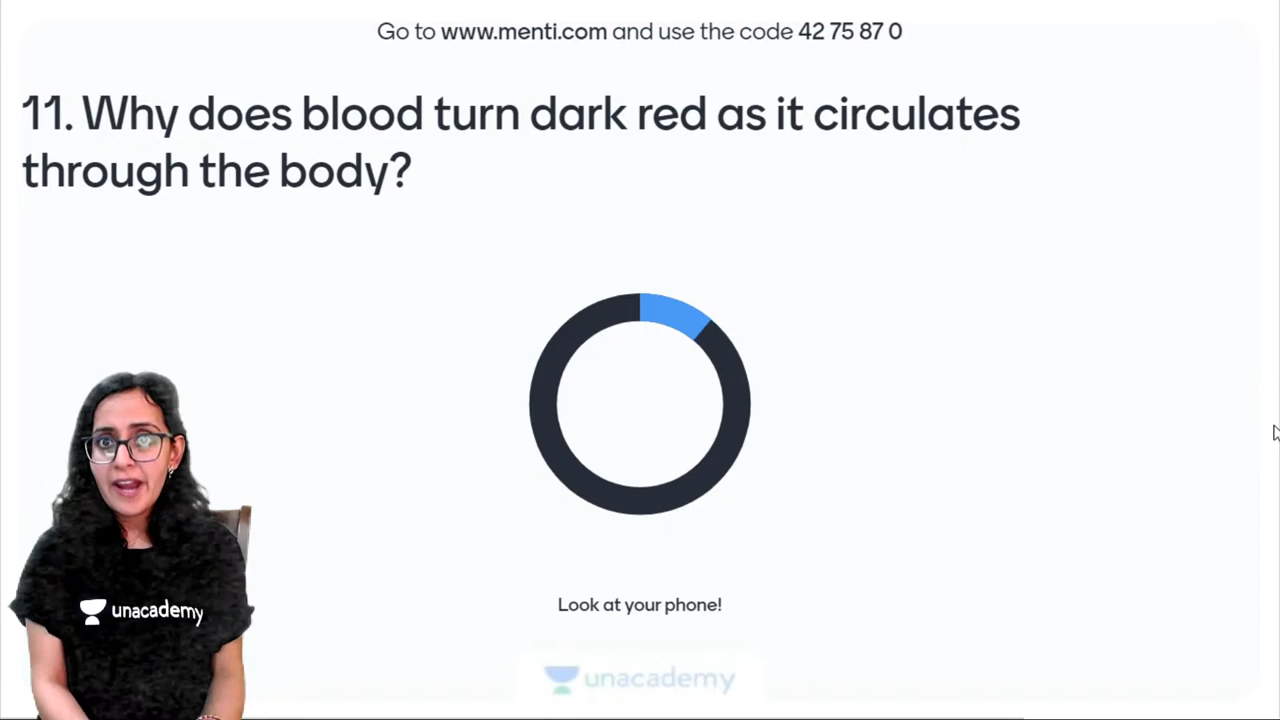 Go to www.menti.com and use the code 42 75 87 0
11. Why does blood turn dark red as it circulates
through the body?
Look at your phone!
unacademy
unacademy